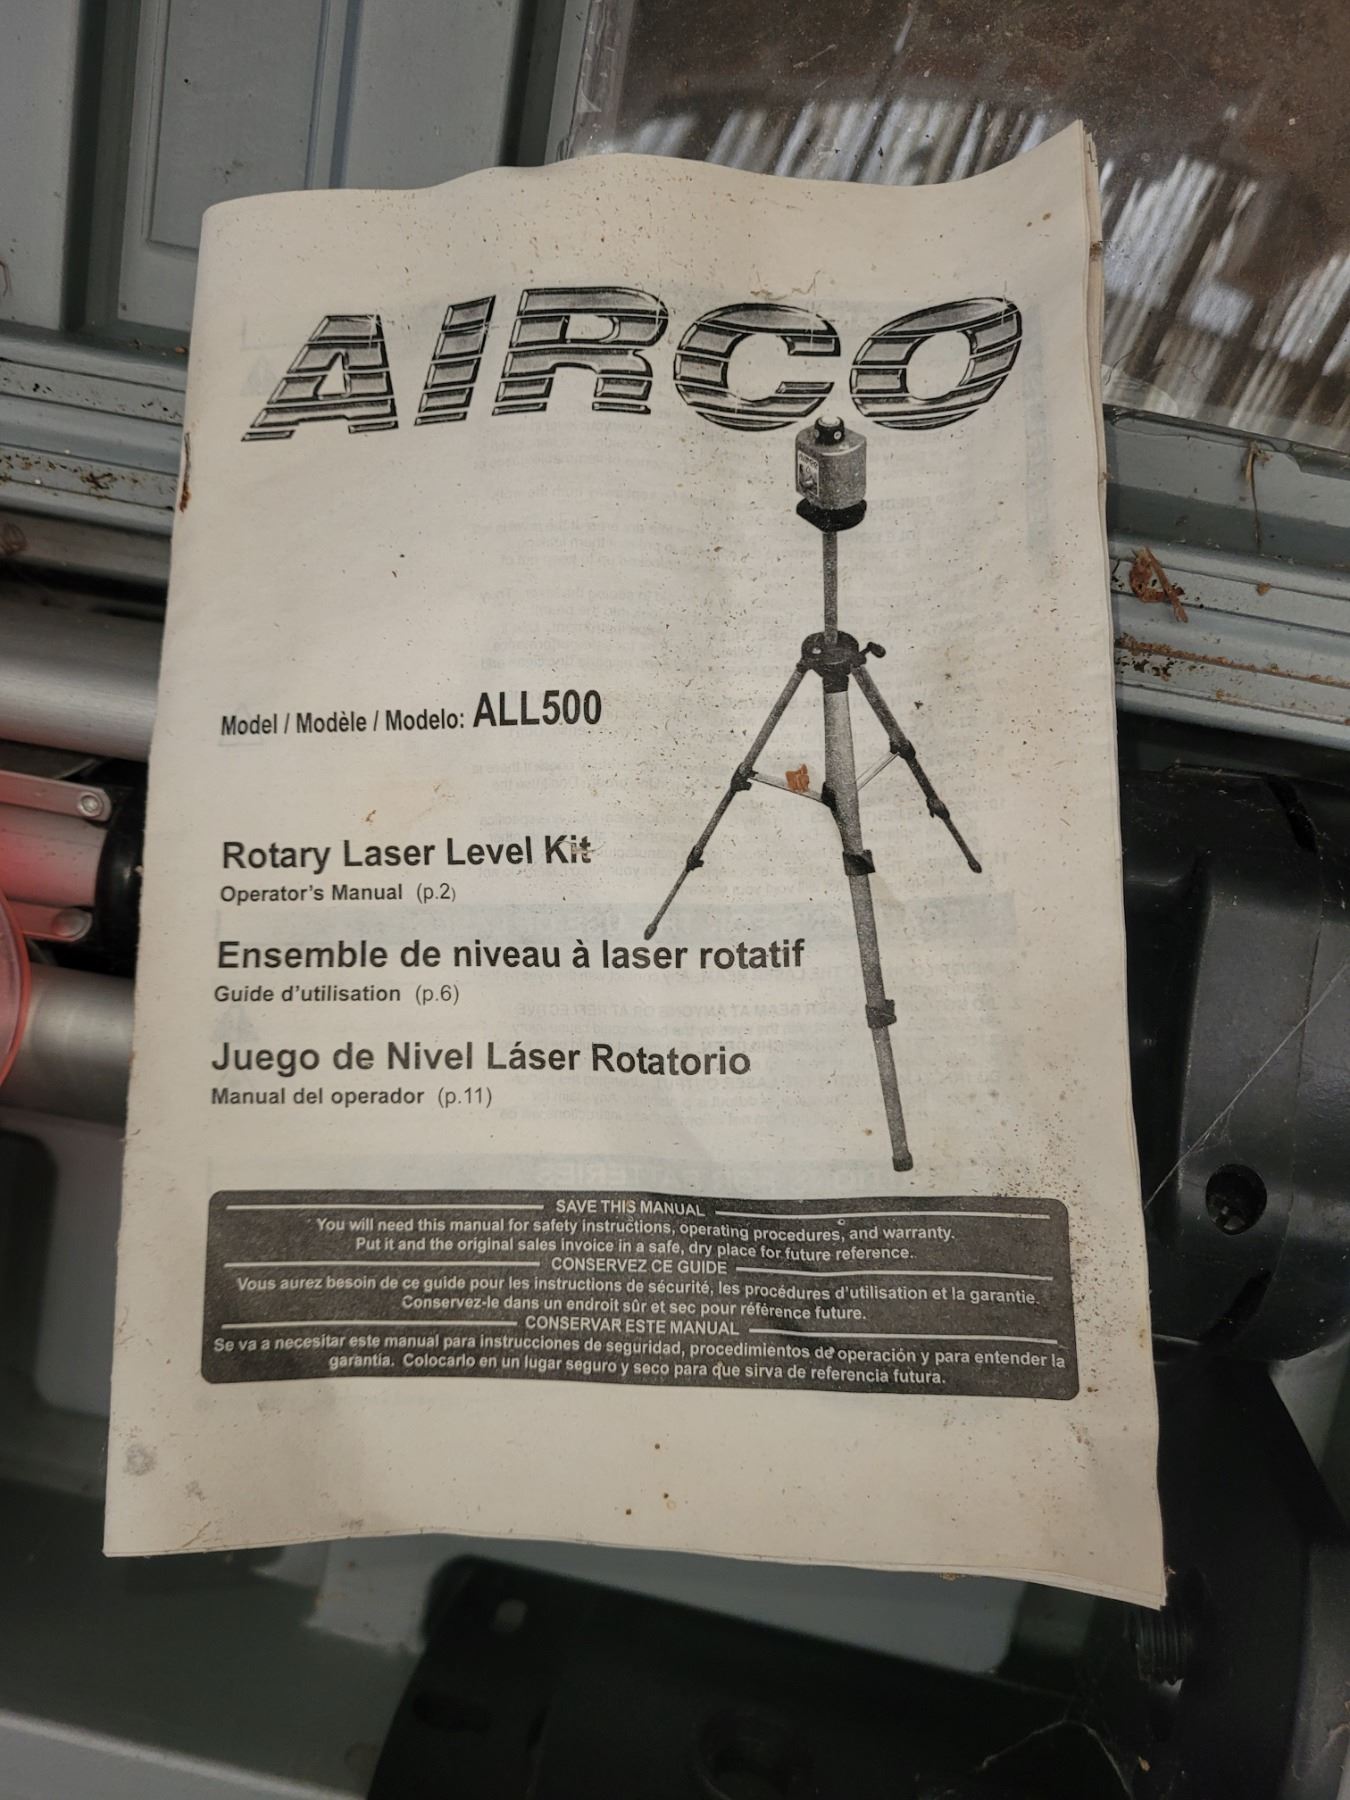 AIRCO
Model / Modèle / Modelo: ALL500
Rotary Laser Level Kit
Operator's Manual (p.2)
Ensemble de niveau à laser rotatif
Guide d'utilisation (p.6)
Juego de Nivel Láser Rotatorio
Manual del operador (p.11)
SAVE THIS MANUAL
You will need this manual for safety instructions, operating procedures, and warranty.
Put it and the original sales invoice in a safe, dry place for future reference.
CONSERVEZ CE GUIDE
Vous aurez besoin de ce guide pour les instructions de sécurité, les procédures d'utilisation et la garantie.
Conservez-le dans un endroit sûr et sec pour référence future.
CONSERVAR ESTE MANUAL
Se va a necesitar este manual para instrucciones de seguridad, procedimientos de operación y para entender la
garantía. Colocarlo en un lugar seguro y seco para que sirva de referencia futura.